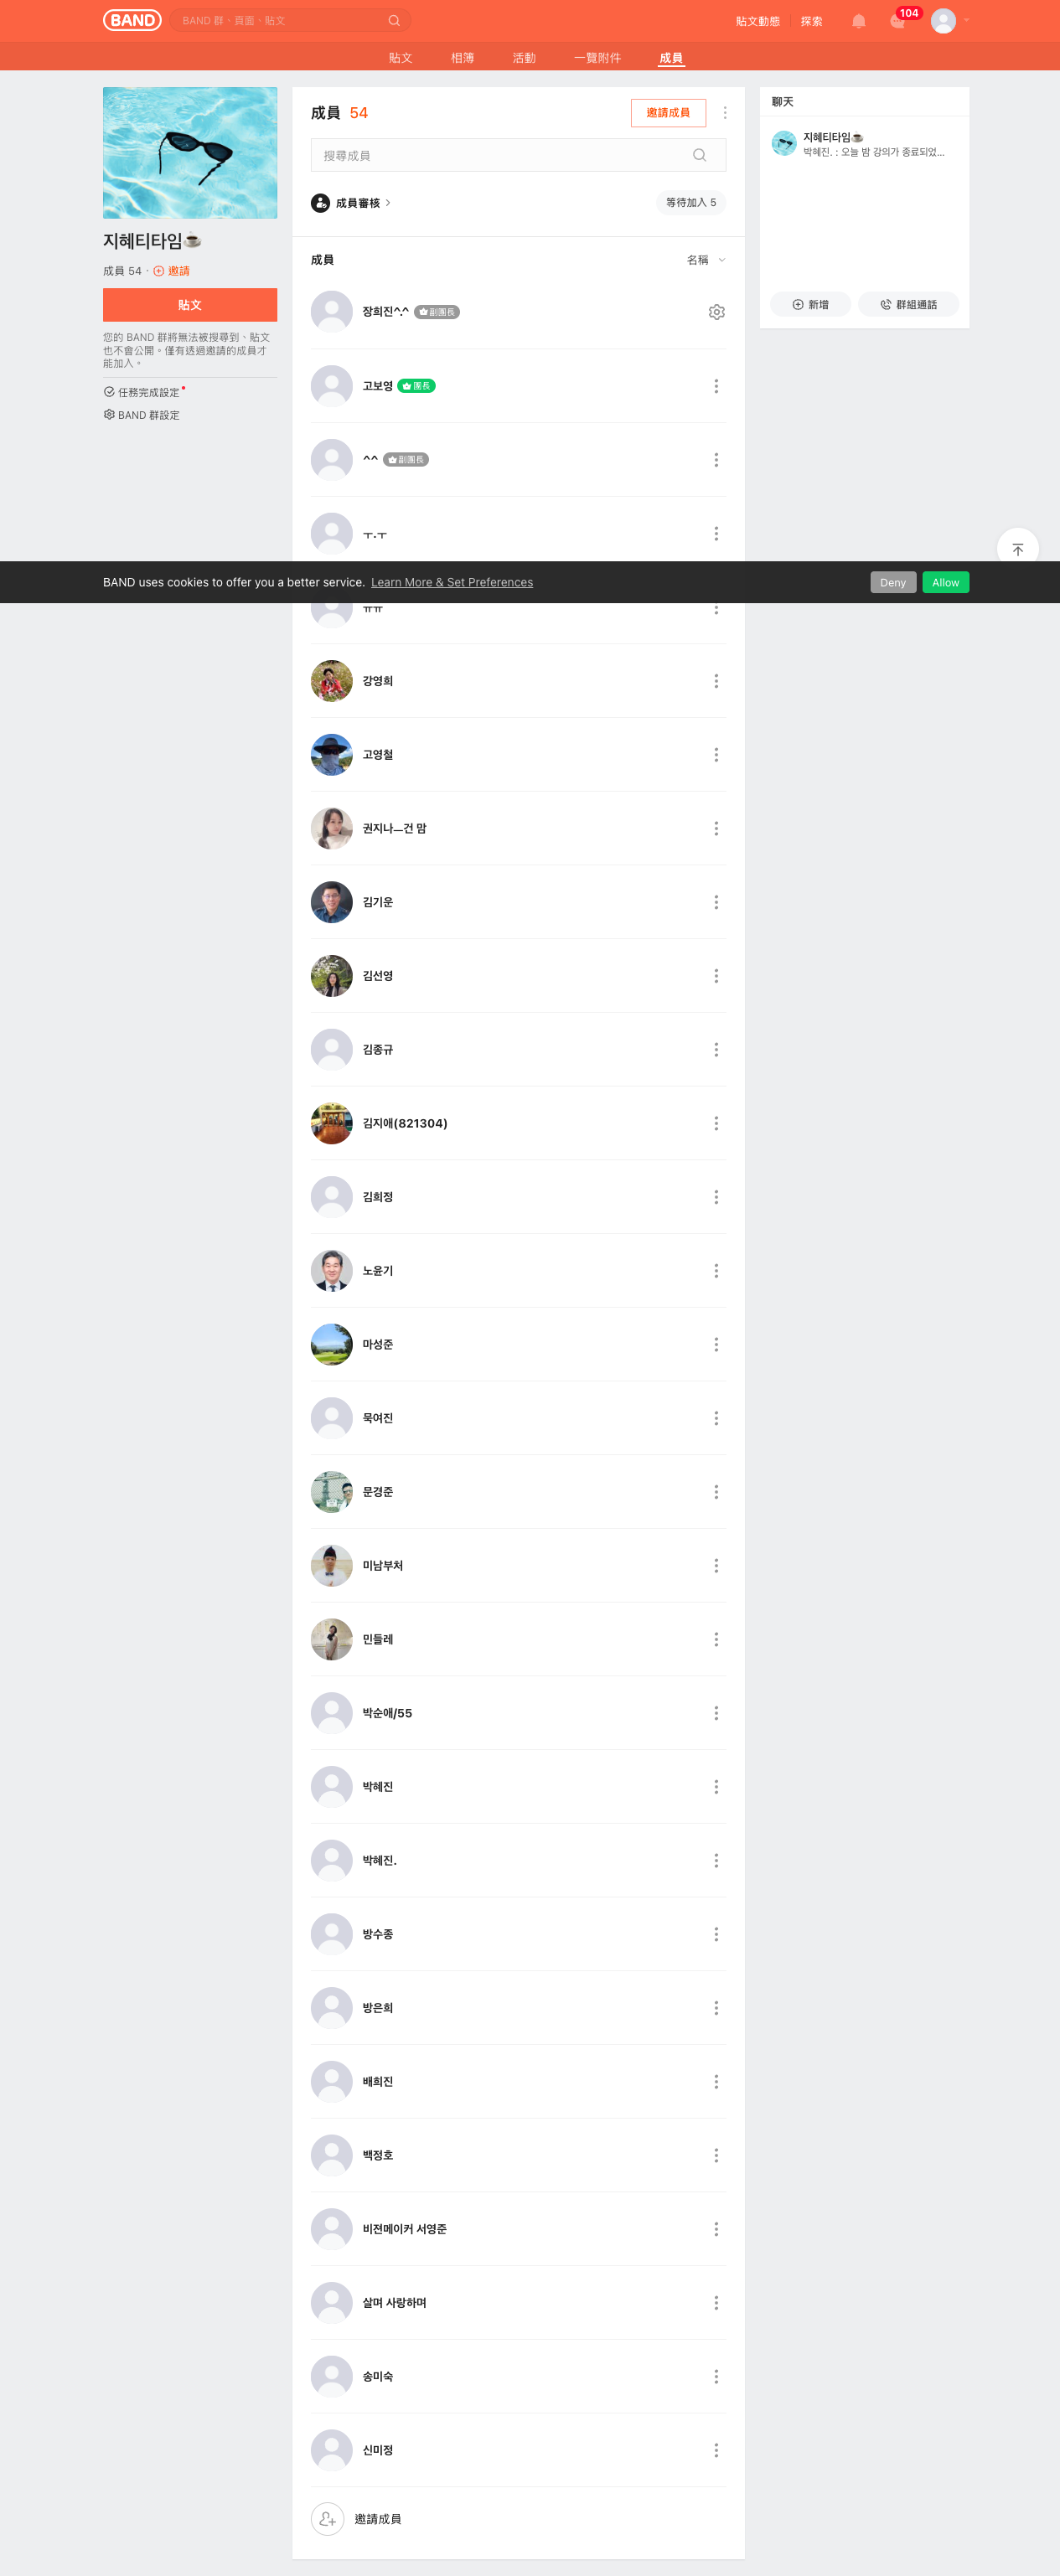 BAND
BAND 群、頁面、貼文
貼文動態
探索
104
貼文
相簿
活動
一覽附件
成員
지혜티타임☕
成員 54 · 邀請
貼文
您的 BAND 群將無法被搜尋到、貼文
也不會公開。僅有透過邀請的成員才
能加入。
任務完成設定
BAND 群設定
成員 54
邀請成員
搜尋成員
成員審核
等待加入 5
成員
名稱
장희진^.^ 副團長
고보영 團長
^^ 副團長
ㅜ.ㅜ
BAND uses cookies to offer you a better service. Learn More & Set Preferences
Deny
Allow
ㅠㅠ
강영희
고영철
권지나ㅡ건 맘
김기운
김선영
김종규
김지애(821304)
김희정
노윤기
마성준
묵여진
문경준
미남부처
민들레
박순애/55
박혜진
박혜진.
방수종
방은희
배희진
백정호
비젼메이커 서영준
살며 사랑하며
송미숙
신미정
邀請成員
聊天
지혜티타임☕
박혜진. : 오늘 밤 강의가 종료되었...
新增
群組通話